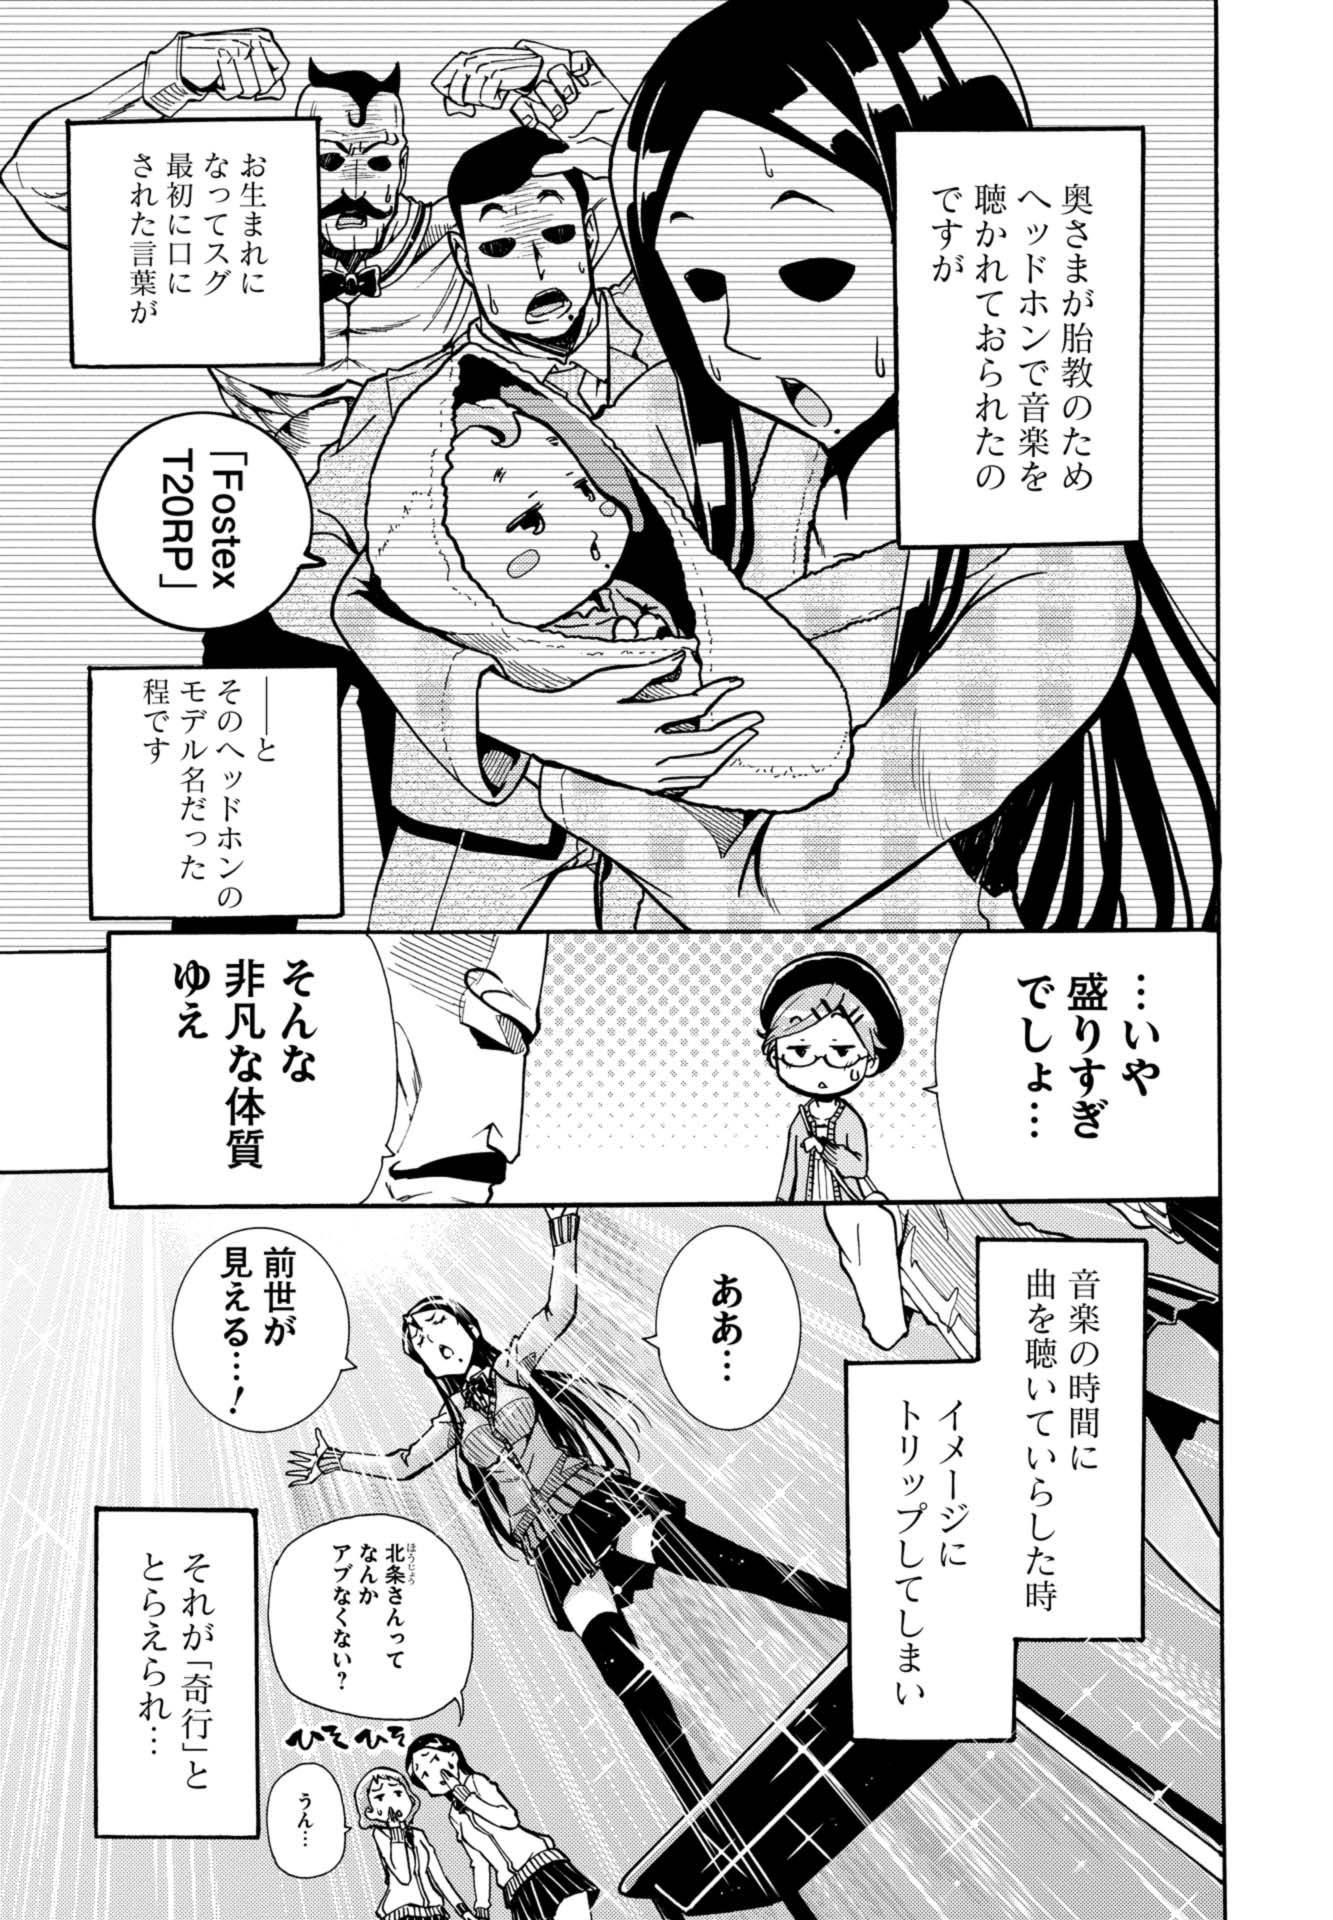 奥さまが胎教のため
ヘッドホンで音楽を
聴かれておられたの
ですが
お生まれに
なってスグ
最初に口に
された言葉が
「Fostex
T20RP」
──と
そのヘッドホンの
モデル名だった
程です
…いや
盛りすぎ
でしょ…
そんな
非凡な体質
ゆえ
音楽の時間に
曲を聴いていらした時
イメージに
トリップしてしまい
ああ…
前世が
見える…！
北条さんって
ほうじょう
なんか
アブなくない？
ひそひそ
うん…
それが「奇行」と
とらえられ…